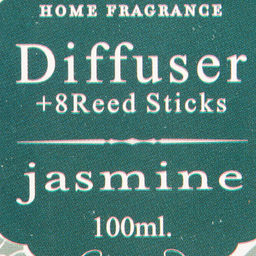 HOME FRAGRANCE
Diffuser
+8Reed Sticks
jasmine
100ml.